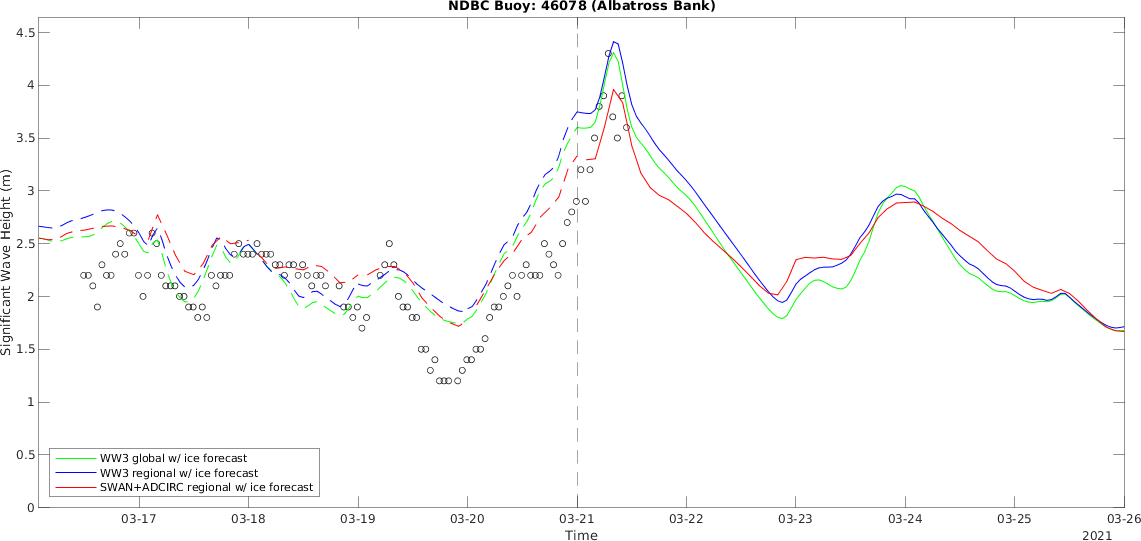 NDBC Buoy: 46078 (Albatross Bank)
4.5
4
3.5
3
2.5
2
1.5
1
0.5
0
Significant Wave Height (m)
WW3 global w/ ice forecast
WW3 regional w/ ice forecast
SWAN+ADCIRC regional w/ ice forecast
03-17 03-18 03-19 03-20 03-21 03-22 03-23 03-24 03-25 03-26
Time
2021